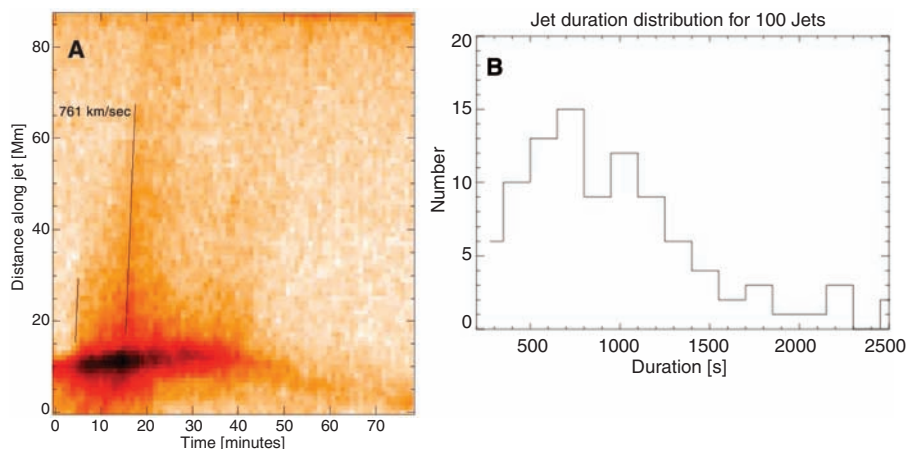 A
80
60
40
20
0
Distance along jet [Mm]
761 km/sec
0 10 20 30 40 50 60 70
Time [minutes]
Jet duration distribution for 100 Jets
B
20
15
10
5
0
Number
500 1000 1500 2000 2500
Duration [s]